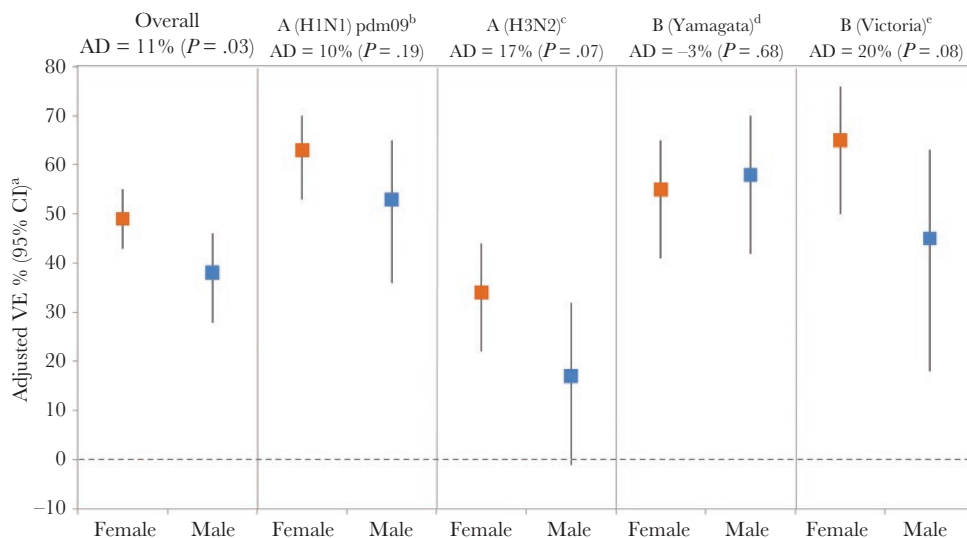 Overall
AD = 11% (P = .03)
A (H1N1) pdm09ᵇ
AD = 10% (P = .19)
A (H3N2)ᶜ
AD = 17% (P = .07)
B (Yamagata)ᵈ
AD = –3% (P = .68)
B (Victoria)ᵉ
AD = 20% (P = .08)
Adjusted VE % (95% CI)ᵃ
80
70
60
50
40
30
20
10
0
–10
Female Male Female Male Female Male Female Male Female Male